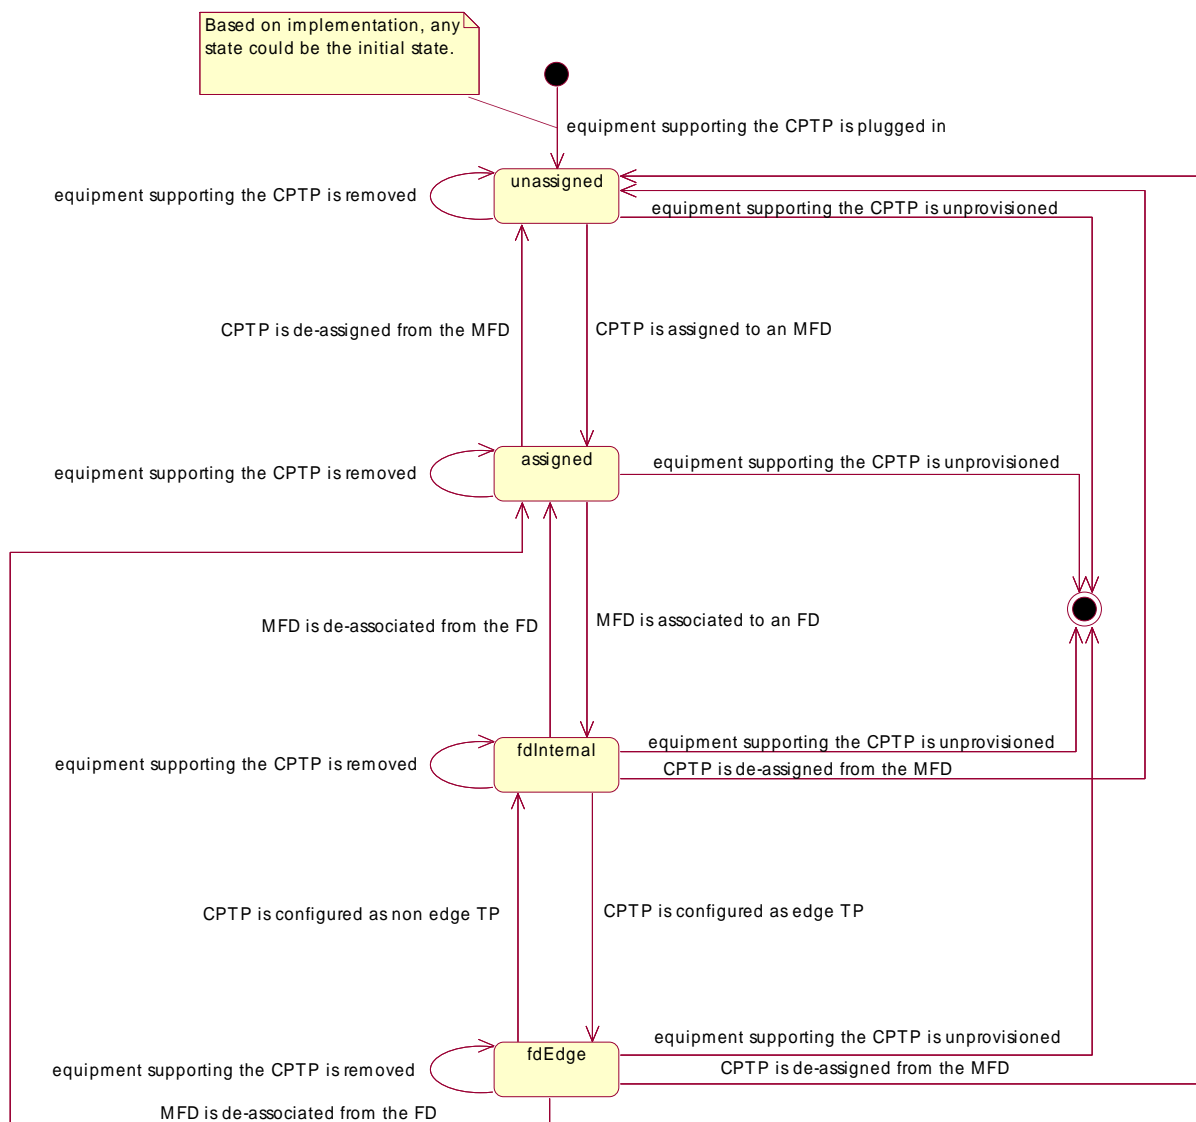 Based on implementation, any
state could be the initial state.
equipment supporting the CPTP is plugged in
unassigned
equipment supporting the CPTP is removed
equipment supporting the CPTP is unprovisioned
CPTP is de-assigned from the MFD
CPTP is assigned to an MFD
assigned
equipment supporting the CPTP is unprovisioned
equipment supporting the CPTP is removed
MFD is de-associated from the FD
MFD is associated to an FD
fdInternal
equipment supporting the CPTP is unprovisioned
equipment supporting the CPTP is removed
CPTP is de-assigned from the MFD
CPTP is configured as non edge TP
CPTP is configured as edge TP
equipment supporting the CPTP is unprovisioned
fdEdge
equipment supporting the CPTP is removed
CPTP is de-assigned from the MFD
MFD is de-associated from the FD